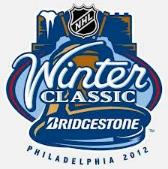 NHL
Winter
CLASSIC
BRIDGESTONE
PHILADELPHIA 2012